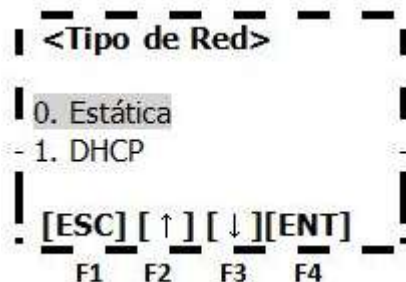 <Tipo de Red>
0. Estática
1. DHCP
[ESC] [ ↑ ] [ ↓ ][ENT]
F1 F2 F3 F4